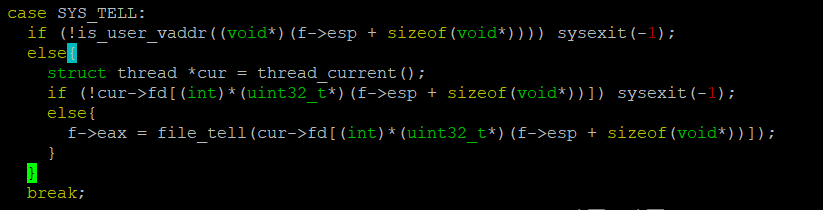 case SYS_TELL:
if (!is_user_vaddr((void*)(f->esp + sizeof(void*)))) sysexit(-1);
else{
struct thread *cur = thread_current();
if (!cur->fd[(int)*(uint32_t*)(f->esp + sizeof(void*))]) sysexit(-1);
else{
f->eax = file_tell(cur->fd[(int)*(uint32_t*)(f->esp + sizeof(void*))]);
}
}
break;